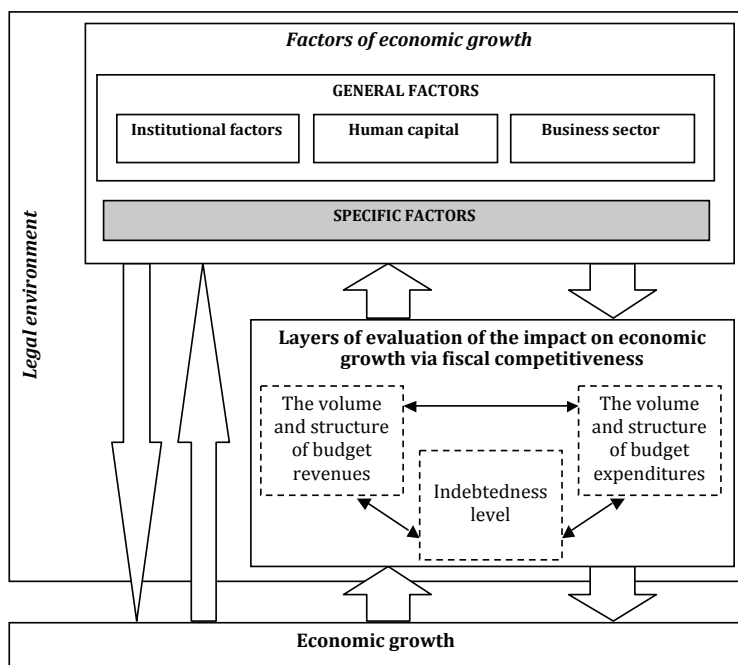 Factors of economic growth
GENERAL FACTORS
Institutional factors
Human capital
Business sector
SPECIFIC FACTORS
Legal environment
Layers of evaluation of the impact on economic
growth via fiscal competitiveness
The volume
and structure
of budget
revenues
The volume
and structure
of budget
expenditures
Indebtedness
level
Economic growth